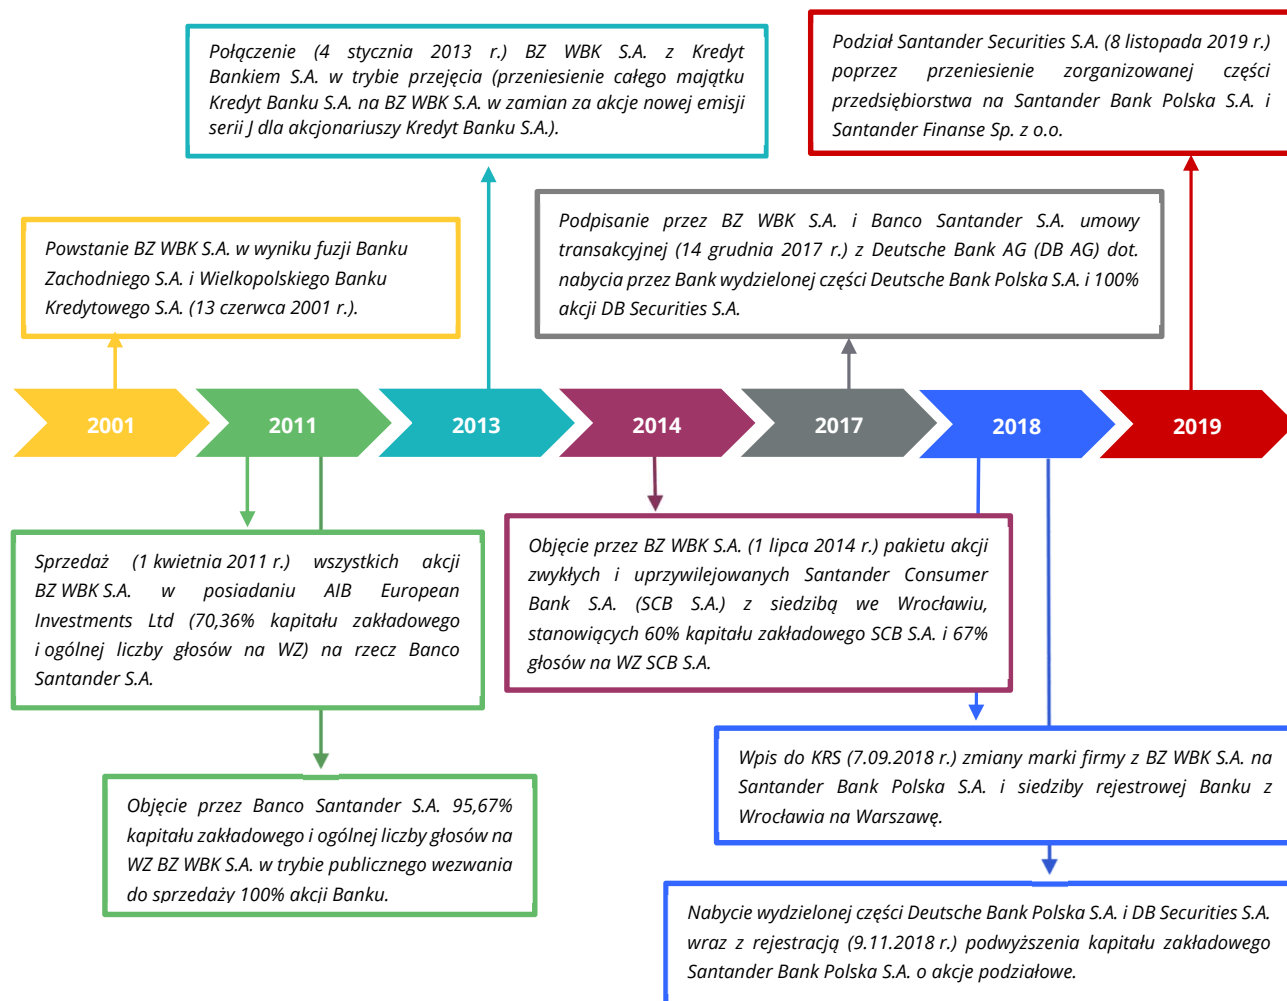 Połączenie (4 stycznia 2013 r.) BZ WBK S.A. z Kredyt
Bankiem S.A. w trybie przejęcia (przeniesienie całego majątku
Kredyt Banku S.A. na BZ WBK S.A. w zamian za akcje nowej emisji
serii J dla akcjonariuszy Kredyt Banku S.A.).
Podział Santander Securities S.A. (8 listopada 2019 r.)
poprzez przeniesienie zorganizowanej części
przedsiębiorstwa na Santander Bank Polska S.A. i
Santander Finanse Sp. z o.o.
Powstanie BZ WBK S.A. w wyniku fuzji Banku
Zachodniego S.A. i Wielkopolskiego Banku
Kredytowego S.A. (13 czerwca 2001 r.).
Podpisanie przez BZ WBK S.A. i Banco Santander S.A. umowy
transakcyjnej (14 grudnia 2017 r.) z Deutsche Bank AG (DB AG) dot.
nabycia przez Bank wydzielonej części Deutsche Bank Polska S.A. i 100%
akcji DB Securities S.A.
2001
2011
2013
2014
2017
2018
2019
Sprzedaż (1 kwietnia 2011 r.) wszystkich akcji
BZ WBK S.A. w posiadaniu AIB European
Investments Ltd (70,36% kapitału zakładowego
i ogólnej liczby głosów na WZ) na rzecz Banco
Santander S.A.
Objęcie przez BZ WBK S.A. (1 lipca 2014 r.) pakietu akcji
zwykłych i uprzywilejowanych Santander Consumer
Bank S.A. (SCB S.A.) z siedzibą we Wrocławiu,
stanowiących 60% kapitału zakładowego SCB S.A. i 67%
głosów na WZ SCB S.A.
Objęcie przez Banco Santander S.A. 95,67%
kapitału zakładowego i ogólnej liczby głosów na
WZ BZ WBK S.A. w trybie publicznego wezwania
do sprzedaży 100% akcji Banku.
Wpis do KRS (7.09.2018 r.) zmiany marki firmy z BZ WBK S.A. na
Santander Bank Polska S.A. i siedziby rejestrowej Banku z
Wrocławia na Warszawę.
Nabycie wydzielonej części Deutsche Bank Polska S.A. i DB Securities S.A.
wraz z rejestracją (9.11.2018 r.) podwyższenia kapitału zakładowego
Santander Bank Polska S.A. o akcje podziałowe.